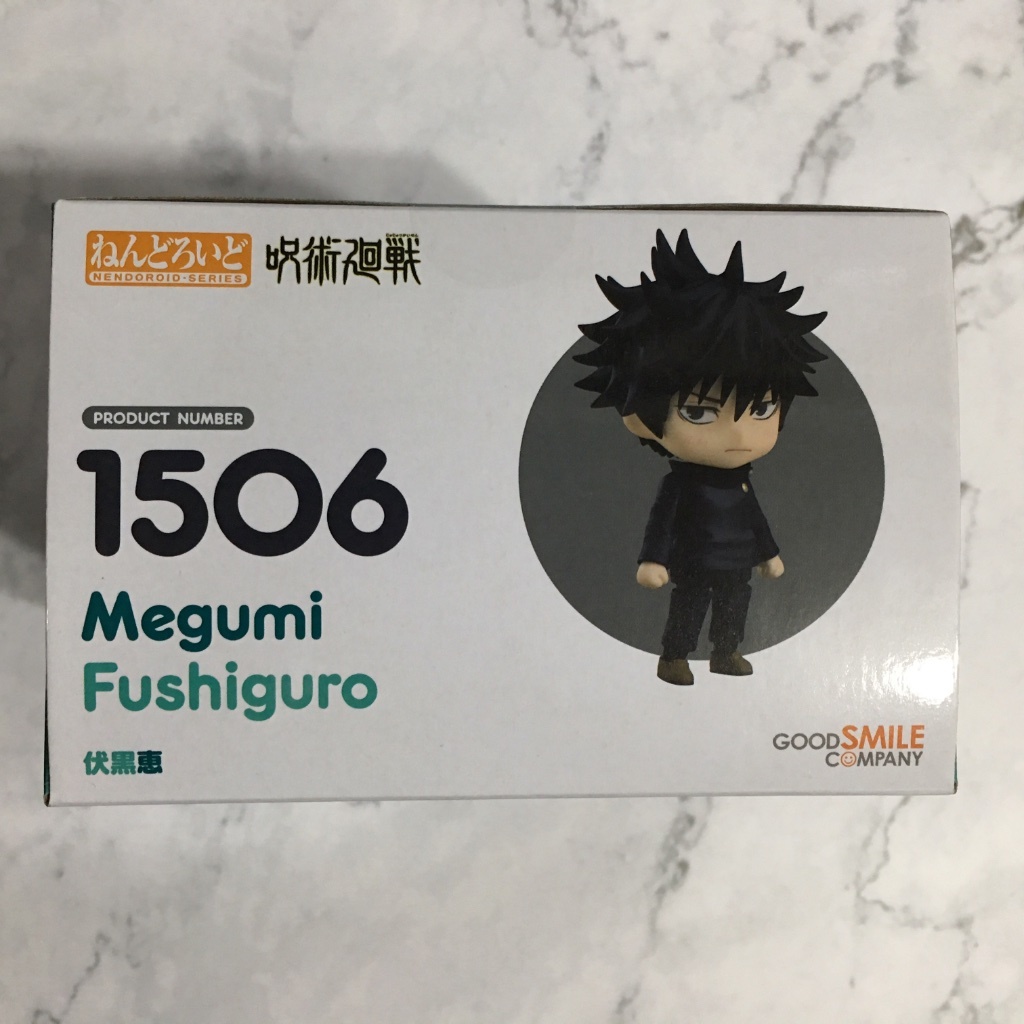 ねんどろいど
NENDOROID·SERIES
呪術廻戦
PRODUCT NUMBER
1506
Megumi
Fushiguro
伏黒恵
GOOD SMILE
COMPANY